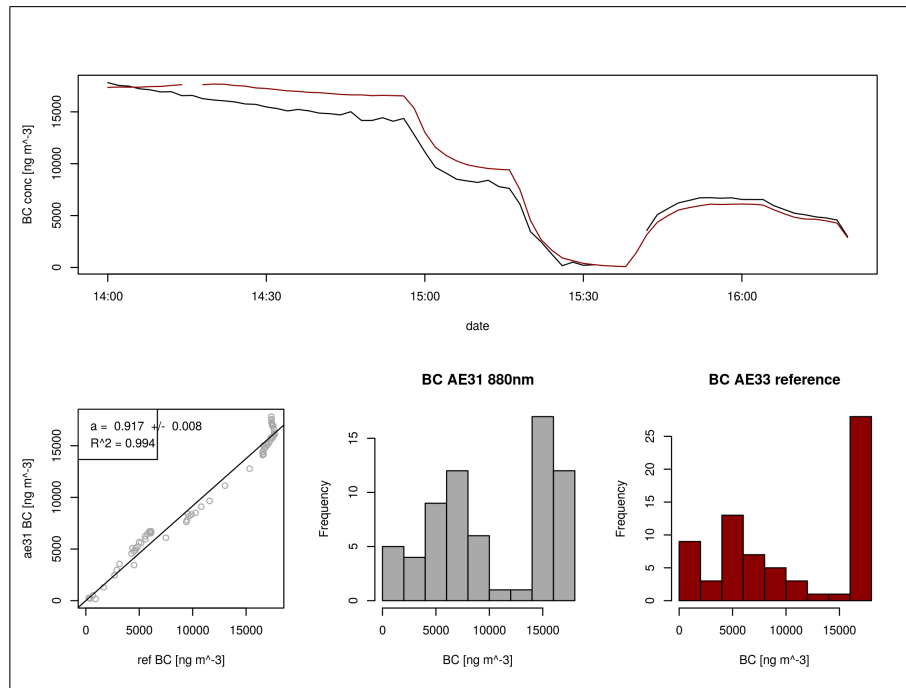 BC conc [ng m^-3]
0
5000
10000
15000
14:00
14:30
15:00
15:30
16:00
date
a = 0.917 +/- 0.008
R^2 = 0.994
ae31 BC [ng m^-3]
0
5000
10000
15000
0
5000
10000
15000
ref BC [ng m^-3]
BC AE31 880nm
Frequency
0
5
10
15
0
5000
10000
15000
BC [ng m^-3]
BC AE33 reference
Frequency
0
5
10
15
20
25
0
5000
10000
15000
BC [ng m^-3]